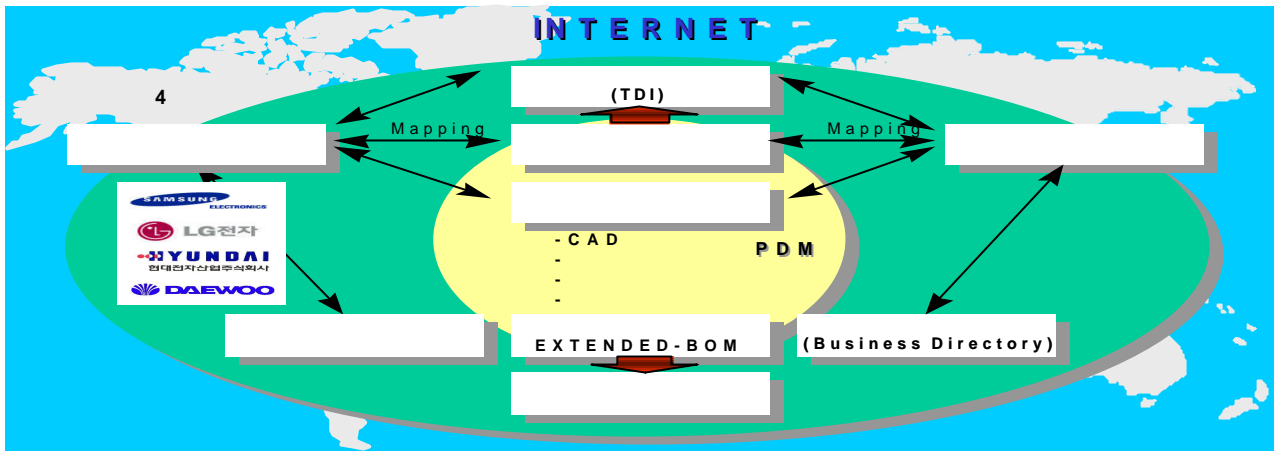 INTERNET
(TDI)
4
Mapping
Mapping
SAMSUNG
ELECTRONICS
LG전자
HYUNDAI
현대전자산업주식회사
DAEWOO
-CAD
PDM
-
-
-
EXTENDED-BOM
(Business Directory)